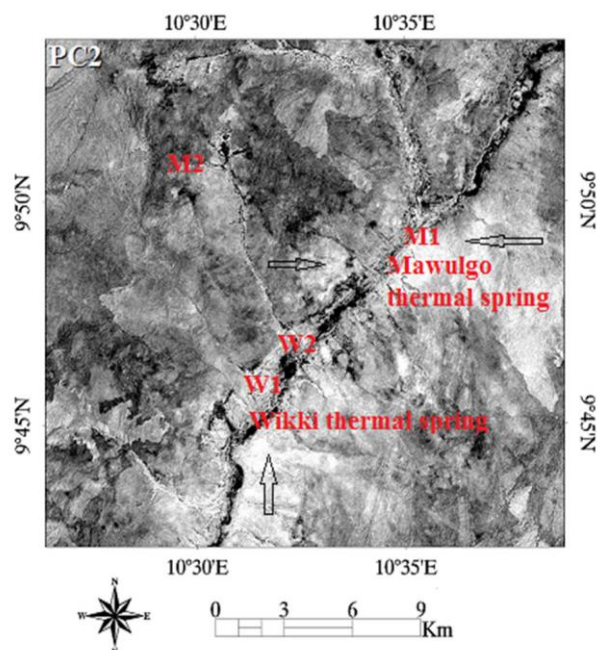 10°30'E 10°35'E
PC2
M2
9°50'N 9°50'N
M1
Mawulgo
thermal spring
W2
W1
Wikki thermal spring
9°45'N 9°45'N
10°30'E 10°35'E
N
W E
S
0 3 6 9
Km